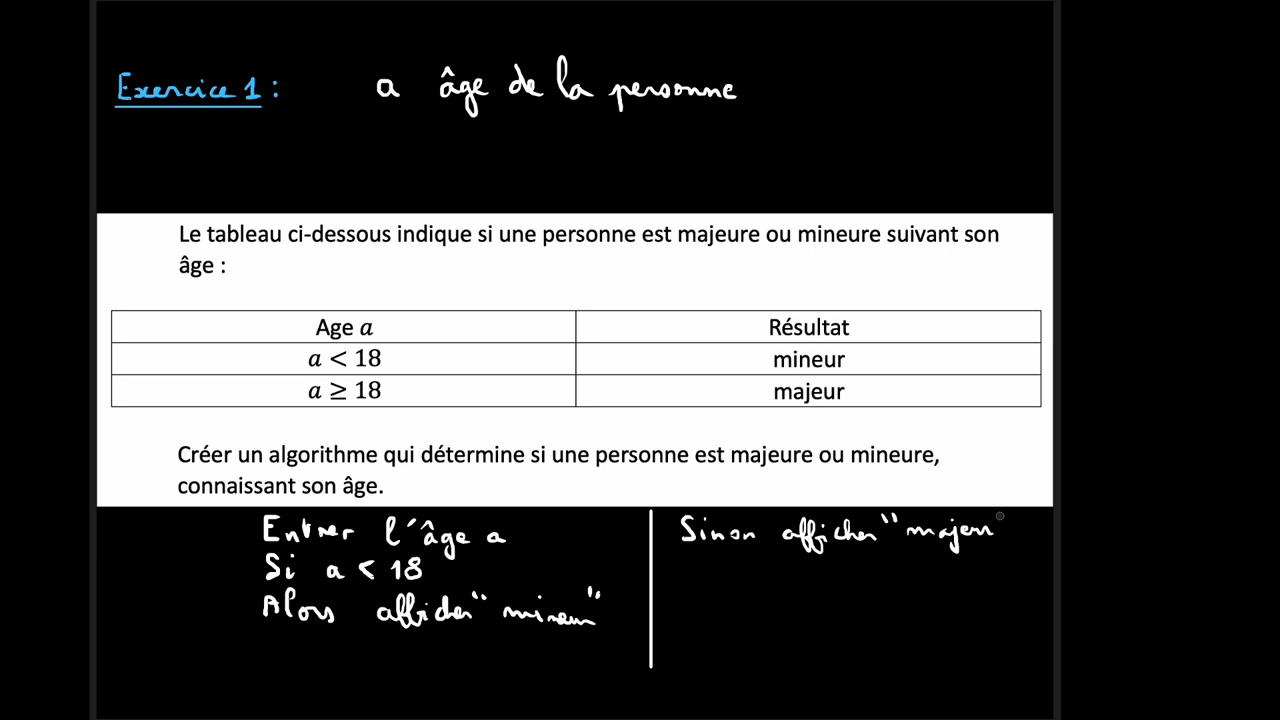 Exercice 1 : a âge de la personne
Le tableau ci-dessous indique si une personne est majeure ou mineure suivant son
âge :
Age a Résultat
a < 18 mineur
a ≥ 18 majeur
Créer un algorithme qui détermine si une personne est majeure ou mineure,
connaissant son âge.
Entrer l'âge a
Si a < 18
Alors afficher "mineur"
Sinon afficher "majeur